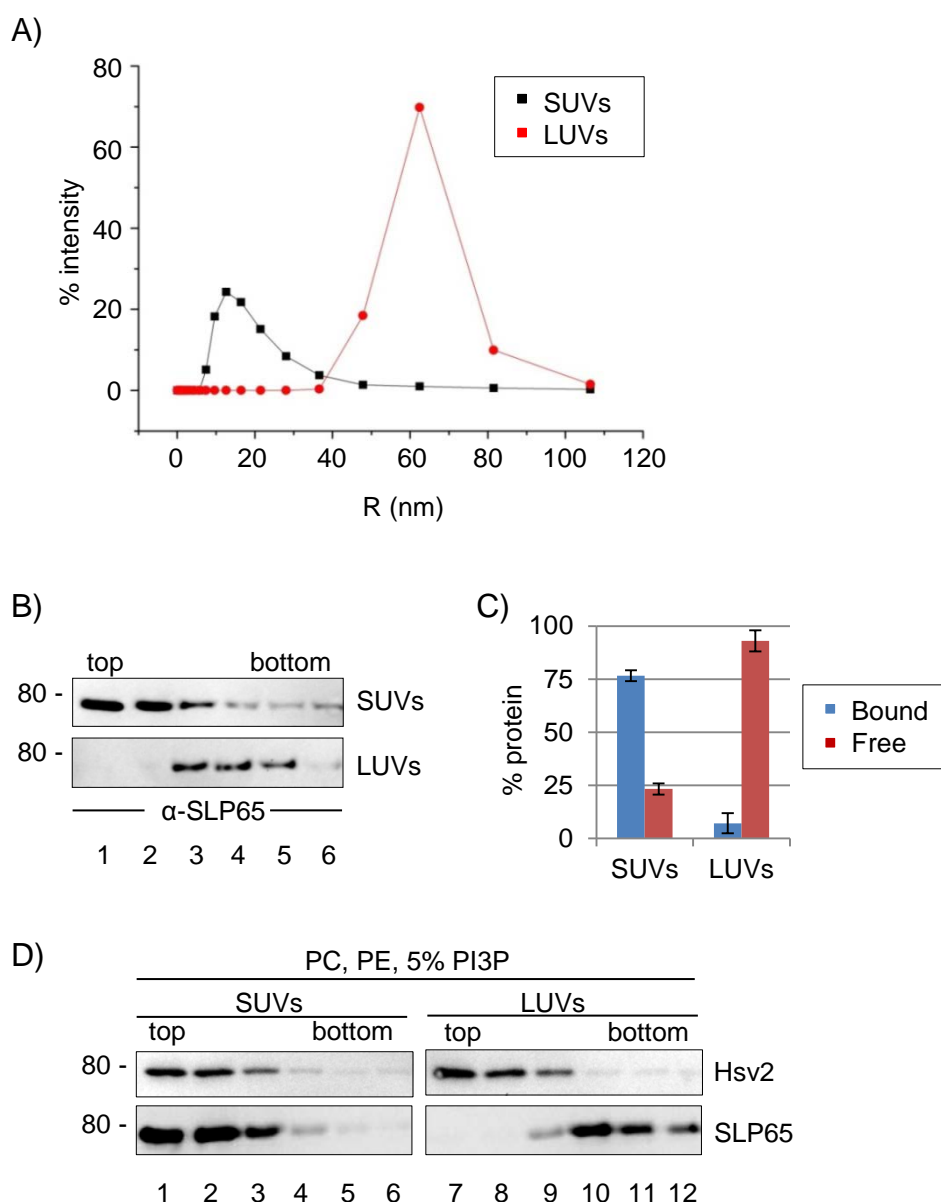 A)
80
60
40
20
0
% intensity
SUVs
LUVs
0 20 40 60 80 100 120
R (nm)
B)
top bottom
80 - SUVs
80 - LUVs
α-SLP65
1 2 3 4 5 6
C)
100
75
50
25
0
% protein
SUVs LUVs
Bound
Free
D)
PC, PE, 5% PI3P
SUVs LUVs
top bottom top bottom
80 - Hsv2
80 - SLP65
1 2 3 4 5 6 7 8 9 10 11 12